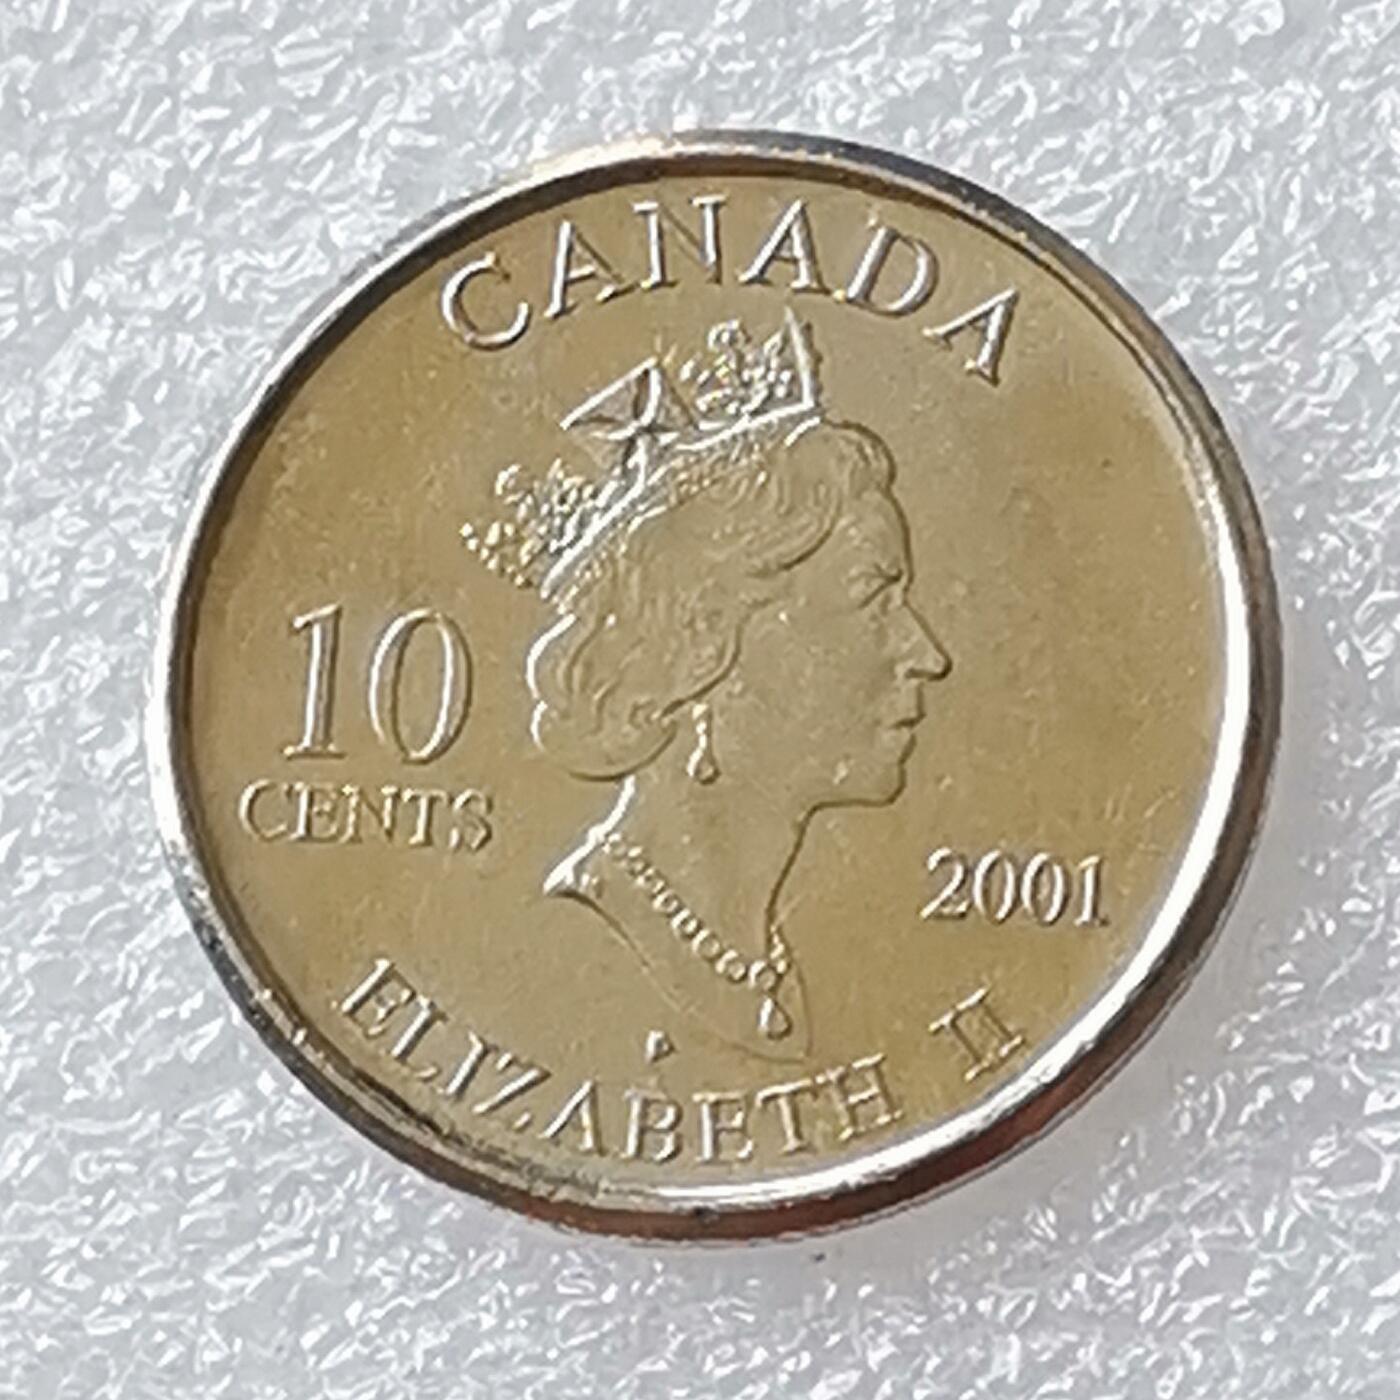 CANADA
10
CENTS
2001
ELIZABETH II
P